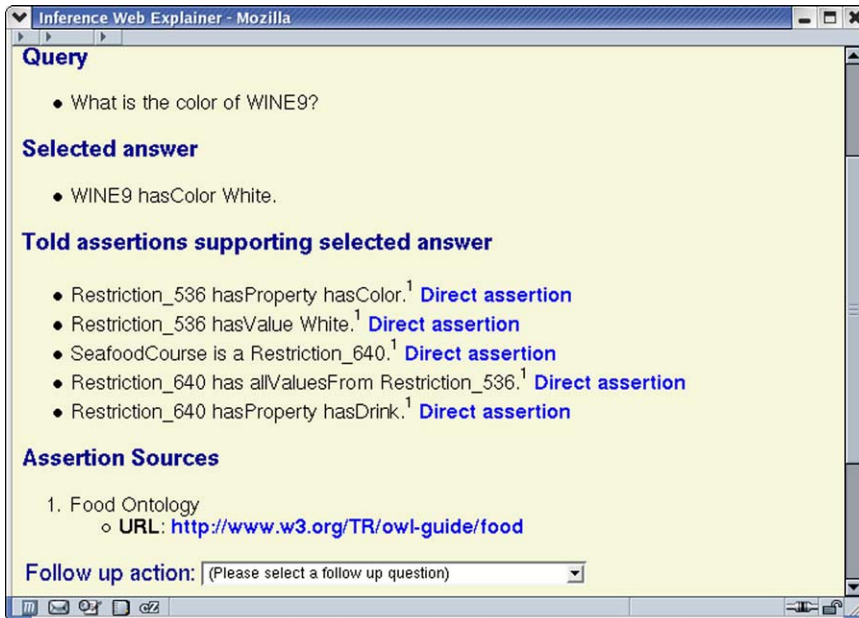 Inference Web Explainer - Mozilla
Query
• What is the color of WINE9?
Selected answer
• WINE9 hasColor White.
Told assertions supporting selected answer
• Restriction_536 hasProperty hasColor.1 Direct assertion
• Restriction_536 hasValue White.1 Direct assertion
• SeafoodCourse is a Restriction_640.1 Direct assertion
• Restriction_640 has allValuesFrom Restriction_536.1 Direct assertion
• Restriction_640 hasProperty hasDrink.1 Direct assertion
Assertion Sources
1. Food Ontology
○ URL: http://www.w3.org/TR/owl-guide/food
Follow up action: (Please select a follow up question)